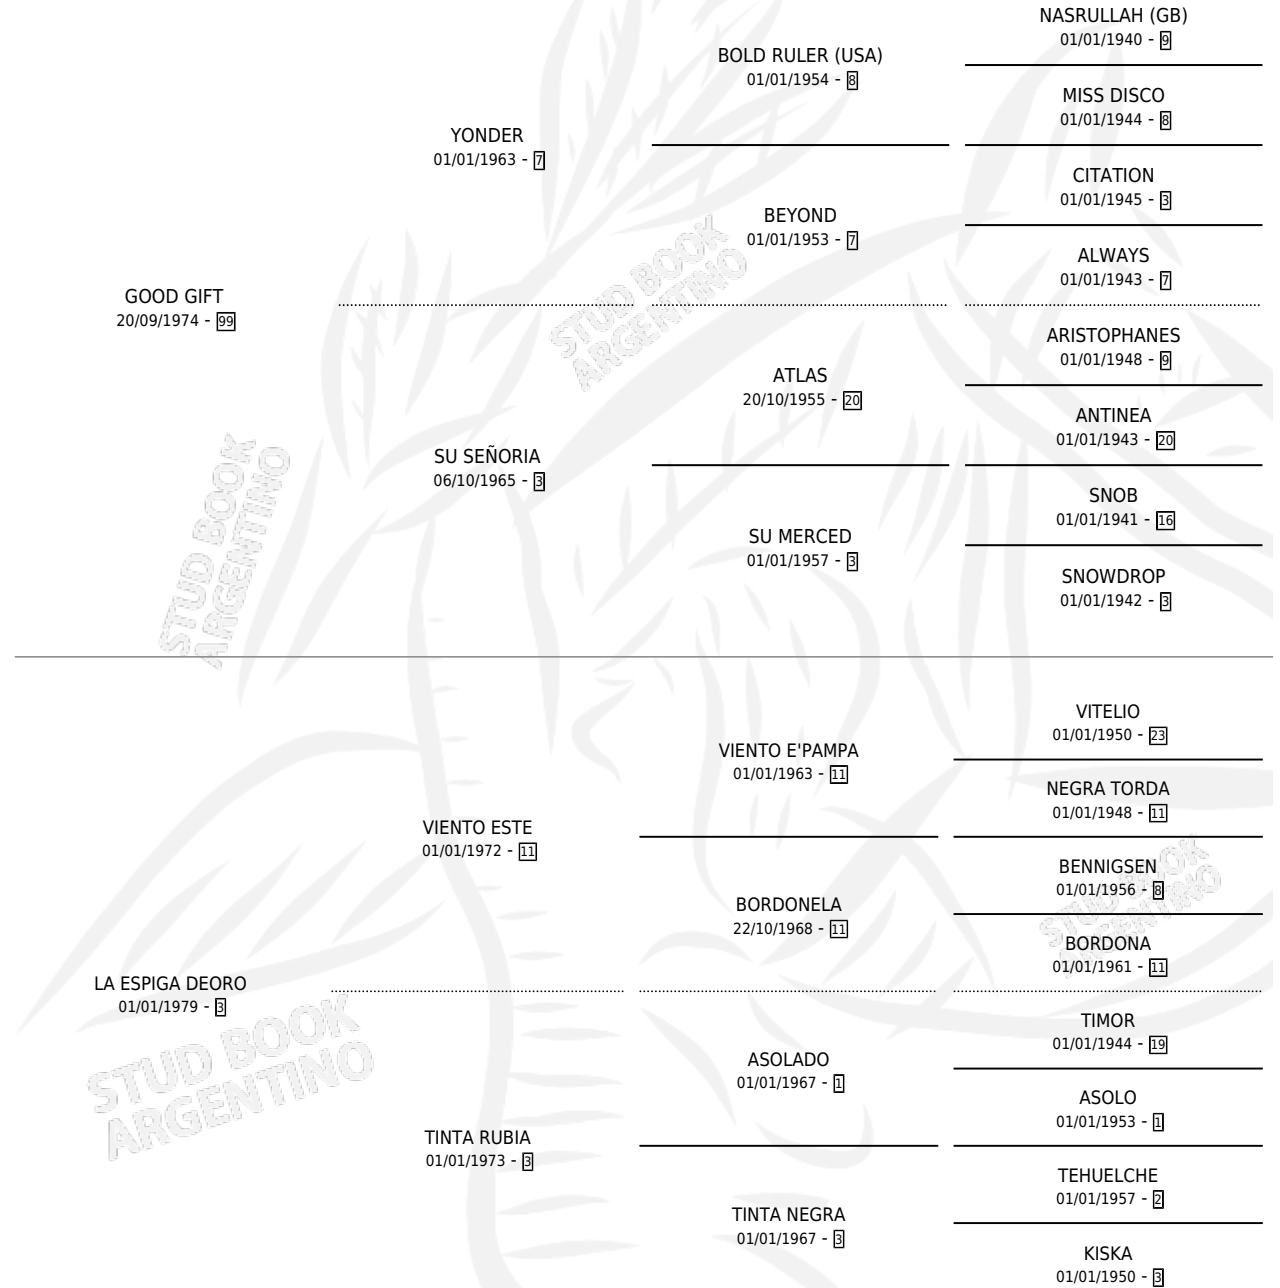 NASRULLAH (GB)
01/01/1940 - 9
BOLD RULER (USA)
01/01/1954 - 8
MISS DISCO
01/01/1944 - 8
YONDER
01/01/1963 - 7
CITATION
01/01/1945 - 3
BEYOND
01/01/1953 - 7
ALWAYS
01/01/1943 - 7
GOOD GIFT
20/09/1974 - 99
STUD BOOK
ARGENTINO
ARISTOPHANES
01/01/1948 - 9
ATLAS
20/10/1955 - 20
ANTINEA
01/01/1943 - 20
SU SEÑORIA
06/10/1965 - 3
SNOB
01/01/1941 - 16
SU MERCED
01/01/1957 - 3
SNOWDROP
01/01/1942 - 3
STUD BOOK
ARGENTINO
VITELIO
01/01/1950 - 23
VIENTO E'PAMPA
01/01/1963 - 11
NEGRA TORDA
01/01/1948 - 11
VIENTO ESTE
01/01/1972 - 11
BENNIGSEN
01/01/1956 - 8
BORDONELA
22/10/1968 - 11
STUD BOOK
ARGENTINO
BORDONA
01/01/1961 - 11
LA ESPIGA DEORO
01/01/1979 - 3
TIMOR
01/01/1944 - 19
STUD BOOK
ARGENTINO
ASOLADO
01/01/1967 - 1
ASOLO
01/01/1953 - 1
TINTA RUBIA
01/01/1973 - 3
TEHUELCHE
01/01/1957 - 2
TINTA NEGRA
01/01/1967 - 3
KISKA
01/01/1950 - 3